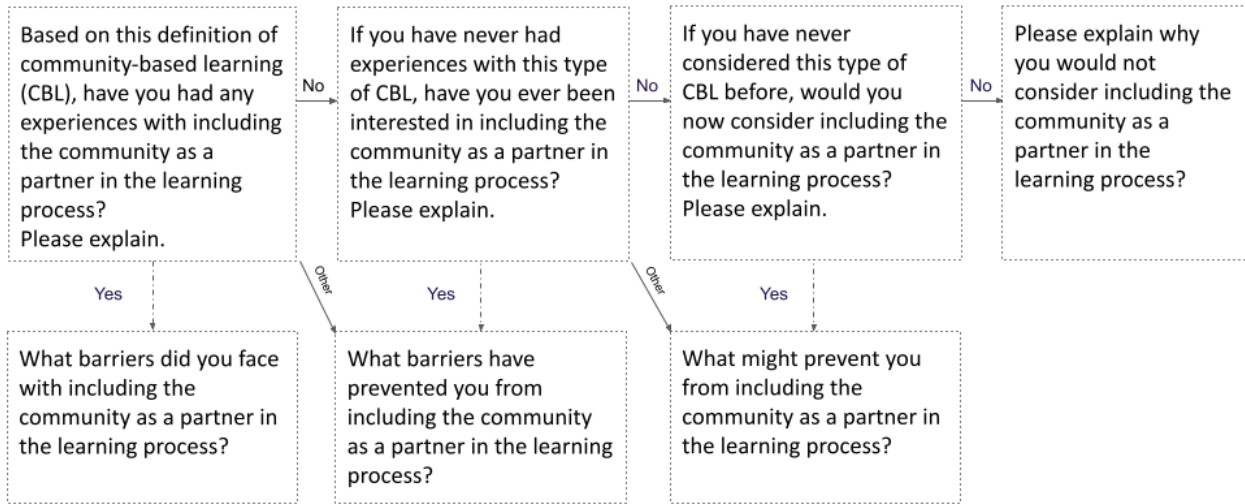 Based on this definition of
community-based learning
(CBL), have you had any
experiences with including
the community as a
partner in the learning
process?
Please explain.
No
If you have never had
experiences with this type
of CBL, have you ever been
interested in including the
community as a partner in
the learning process?
Please explain.
No
If you have never
considered this type of
CBL before, would you
now consider including the
community as a partner in
the learning process?
Please explain.
No
Please explain why
you would not
consider including the
community as a
partner in the
learning process?
Yes
Other
Yes
Other
Yes
What barriers did you face
with including the
community as a partner in
the learning process?
What barriers have
prevented you from
including the community
as a partner in the learning
process?
What might prevent you
from including the
community as a partner in
the learning process?